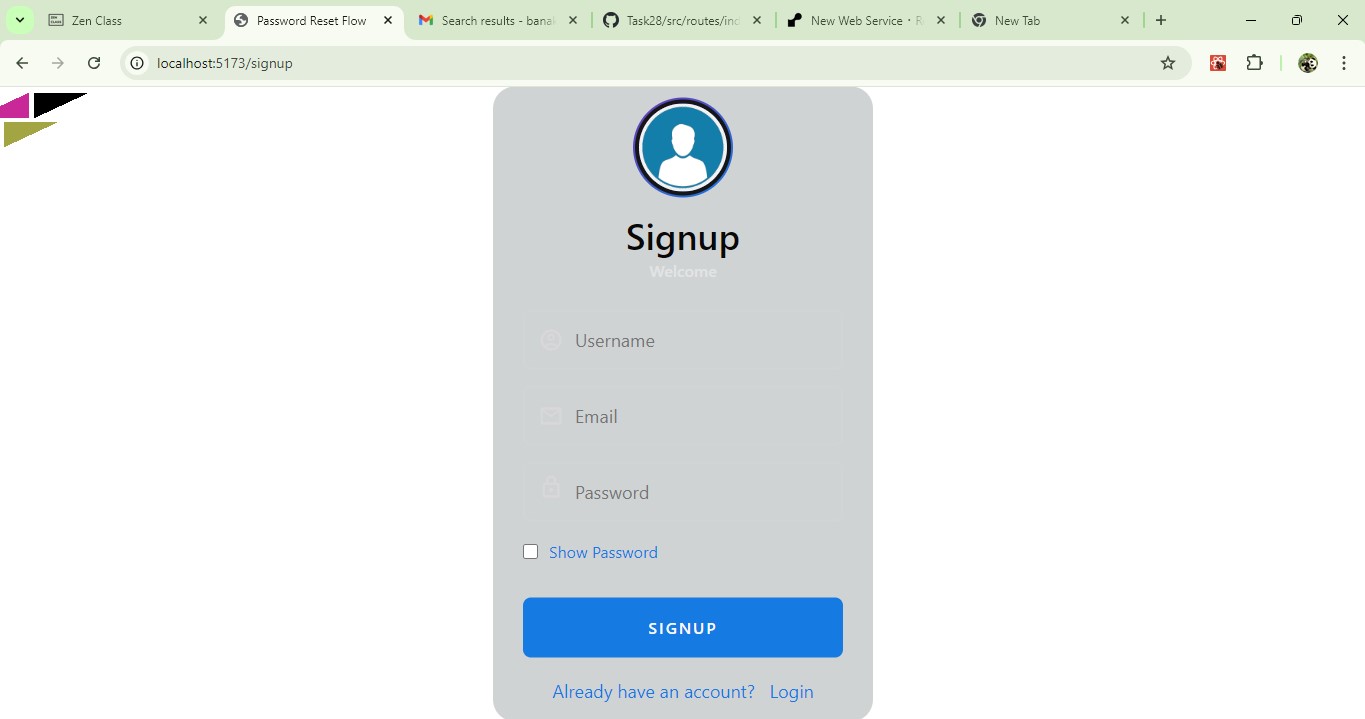 Zen Class
Password Reset Flow
Search results - bana
Task28/src/routes/ind
New Web Service · R
New Tab
localhost:5173/signup
Signup
Welcome
Username
Email
Password
Show Password
SIGNUP
Already have an account? Login